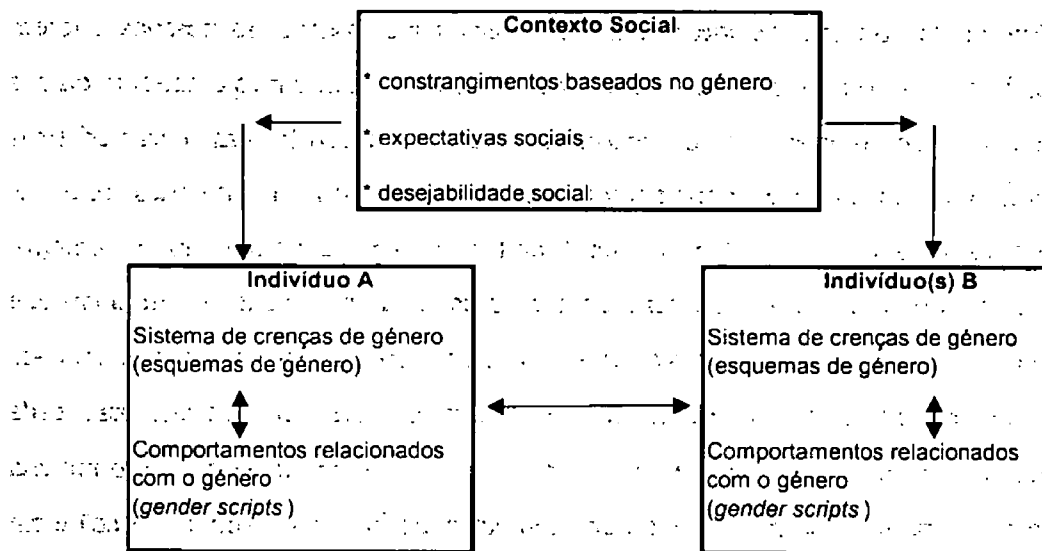 Contexto Social
* constrangimentos baseados no género
* expectativas sociais
* desejabilidade social
Indivíduo A
Sistema de crenças de género
(esquemas de género)
Comportamentos relacionados
com o género
(gender scripts)
Indivíduo(s) B
Sistema de crenças de género
(esquemas de género)
Comportamentos relacionados
com o género
(gender scripts)